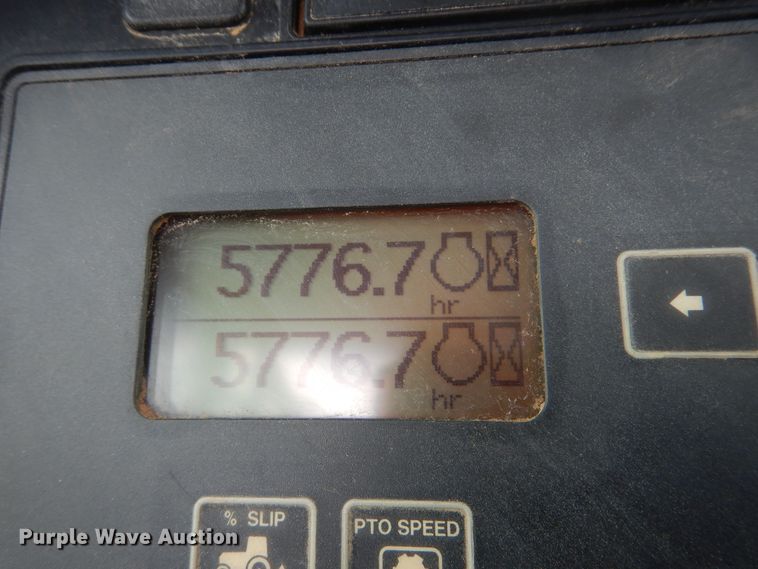 5776.7
hr
5776.7
hr
% SLIP
PTO SPEED
Purple Wave Auction®